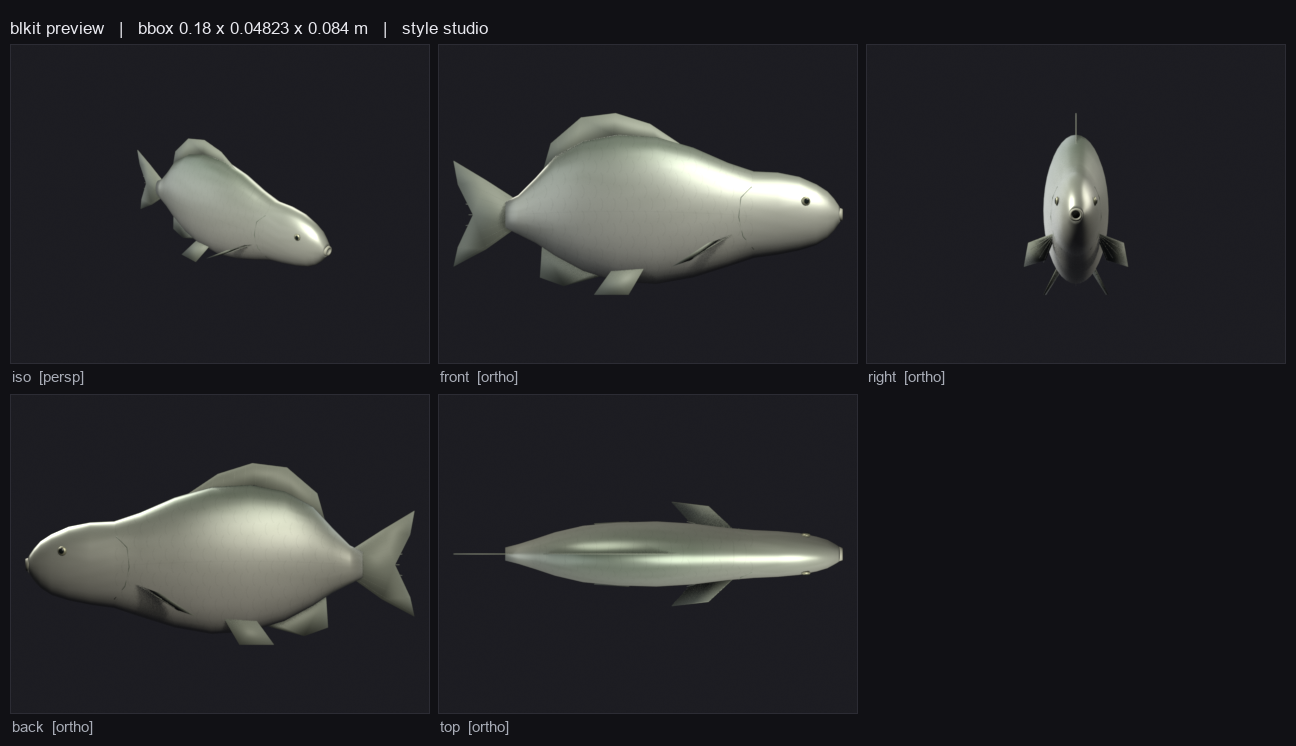 blkit preview | bbox 0.18 x 0.04823 x 0.084 m | style studio
iso [persp]
front [ortho]
right [ortho]
back [ortho]
top [ortho]